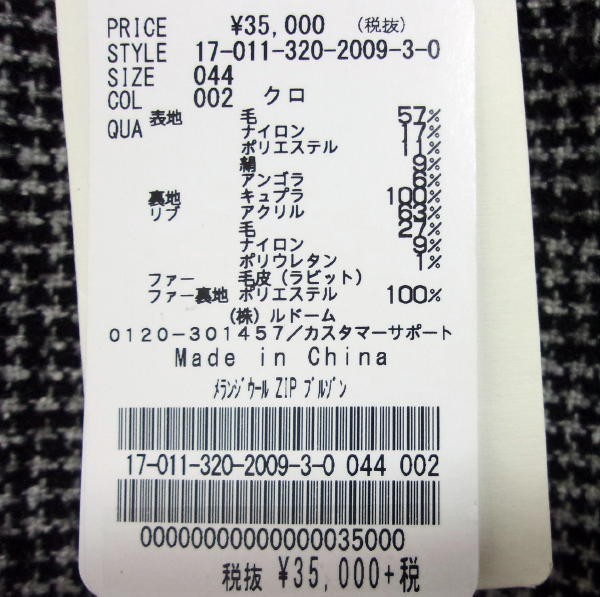 PRICE ¥35,000 (税抜)
STYLE 17-011-320-2009-3-0
SIZE 044
COL 002 クロ
QUA 表地 毛 57%
ナイロン 17%
ポリエステル 11%
絹 9%
アンゴラ 6%
裏地 キュプラ 100%
リブ アクリル 63%
毛 27%
ナイロン 9%
ポリウレタン 1%
ファー 毛皮(ラビット)
ファー裏地 ポリエステル 100%
(株)ルドーム
0120-301457/カスタマーサポート
Made in China
メランジウール ZIP ブルゾン
17-011-320-2009-3-0 044 002
00000000000000035000
税抜 ¥35,000+税